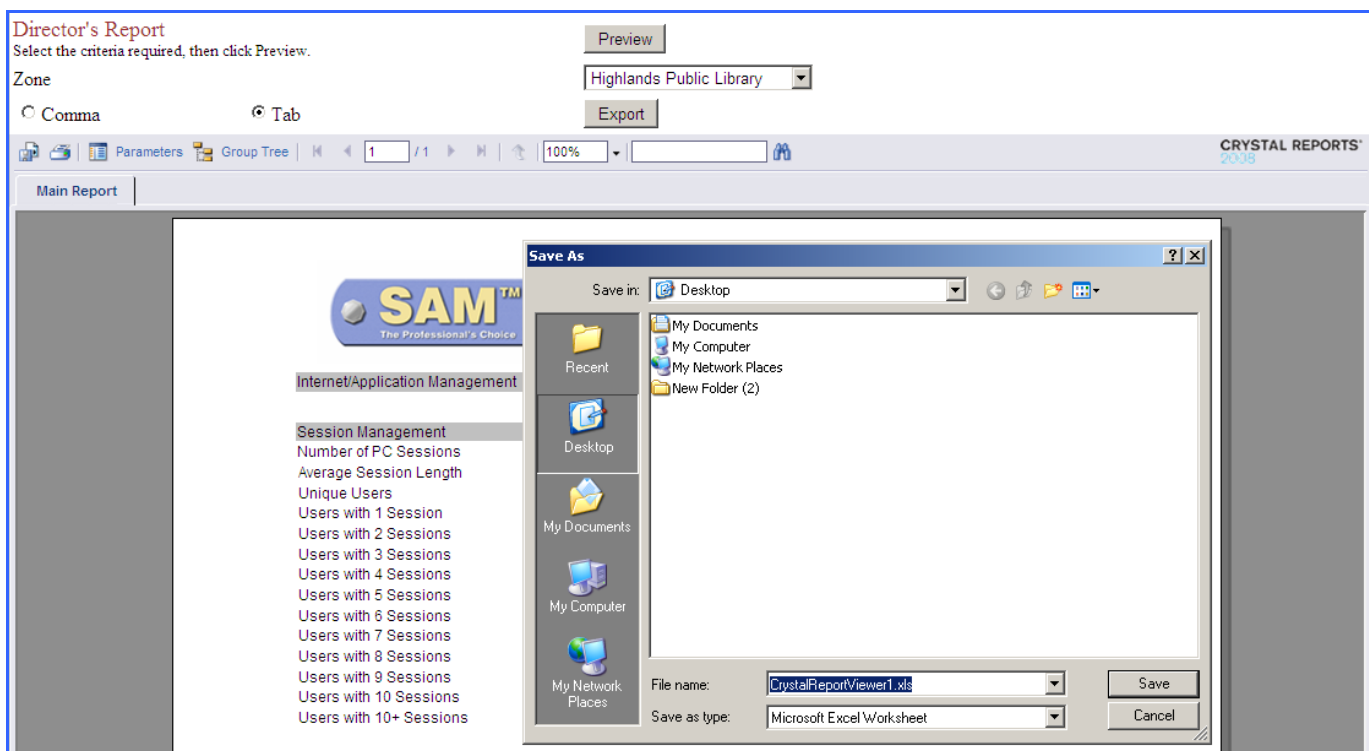 Director's Report
Preview
Select the criteria required, then click Preview.
Zone
Highlands Public Library
Comma
Tab
Export
Parameters
Group Tree
1
/ 1
100%
CRYSTAL REPORTS
2008
Main Report
Save As
Save in:
Desktop
SAM™
The Professional's Choice
My Documents
My Computer
My Network Places
New Folder (2)
Recent
Desktop
My Documents
My Computer
My Network
Places
Internet/Application Management
Session Management
Number of PC Sessions
Average Session Length
Unique Users
Users with 1 Session
Users with 2 Sessions
Users with 3 Sessions
Users with 4 Sessions
Users with 5 Sessions
Users with 6 Sessions
Users with 7 Sessions
Users with 8 Sessions
Users with 9 Sessions
Users with 10 Sessions
Users with 10+ Sessions
File name:
CrystalReportViewer1.xls
Save
Save as type:
Microsoft Excel Worksheet
Cancel